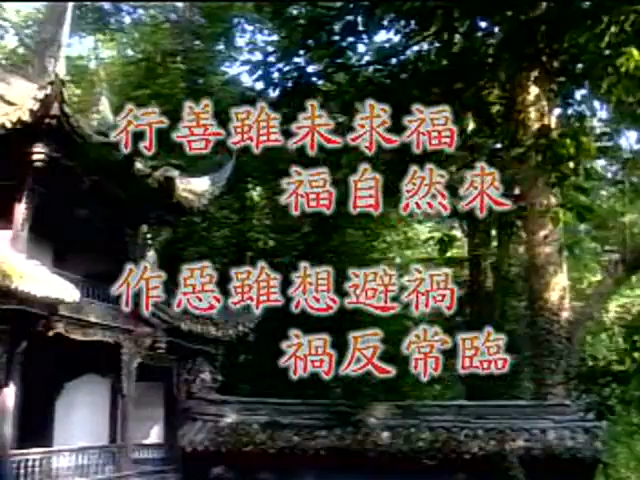 行善雖未求福
福自然來
作惡雖想避禍
禍反常臨